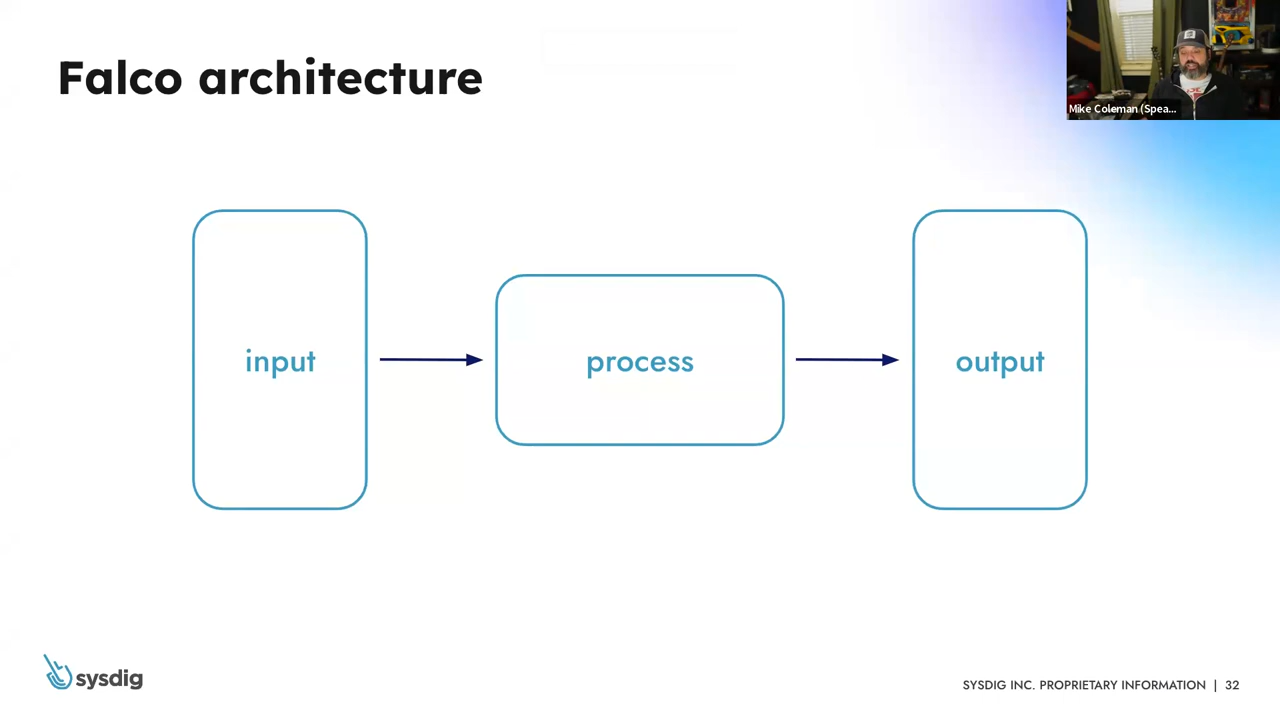 Falco architecture
Mike Coleman (Spea...
input
process
output
sysdig
SYSDIG INC. PROPRIETARY INFORMATION | 32